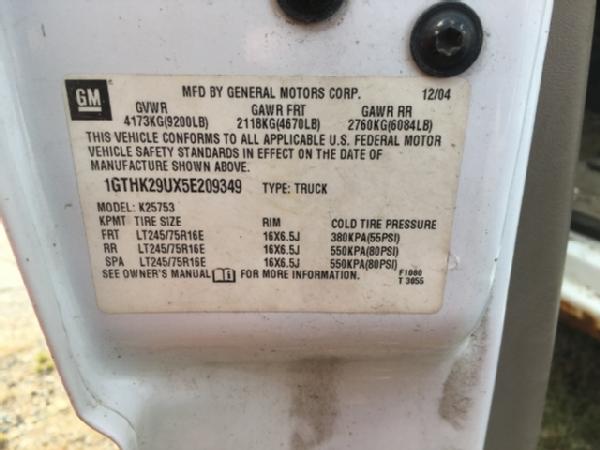 GM MFD BY GENERAL MOTORS CORP. 12/04
GVWR GAWR FRT GAWR RR
4173KG(9200LB) 2118KG(4670LB) 2760KG(6084LB)
THIS VEHICLE CONFORMS TO ALL APPLICABLE U.S. FEDERAL MOTOR
VEHICLE SAFETY STANDARDS IN EFFECT ON THE DATE OF
MANUFACTURE SHOWN ABOVE.
1GTHK29UX5E209349 TYPE: TRUCK
MODEL: K25753
KPMT TIRE SIZE RIM COLD TIRE PRESSURE
FRT LT245/75R16E 16X6.5J 380KPA(55PSI)
RR LT245/75R16E 16X6.5J 550KPA(80PSI)
SPA LT245/75R16E 16X6.5J 550KPA(80PSI)
SEE OWNER'S MANUAL FOR MORE INFORMATION. F1080
T 3055